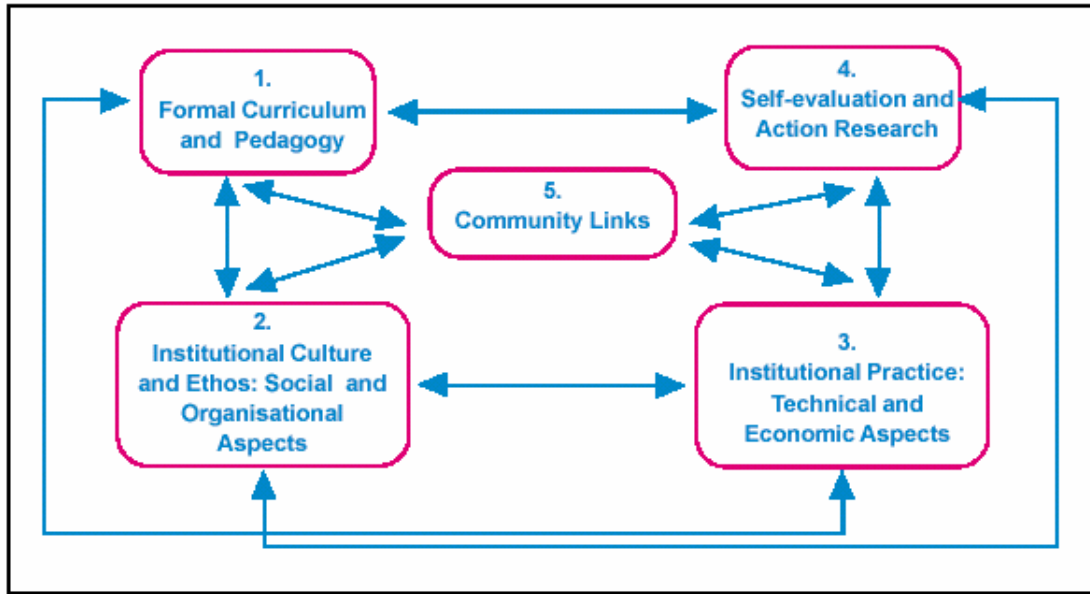 1.
Formal Curriculum
and Pedagogy
4.
Self-evaluation and
Action Research
5.
Community Links
2.
Institutional Culture
and Ethos: Social and
Organisational
Aspects
3.
Institutional Practice:
Technical and
Economic Aspects